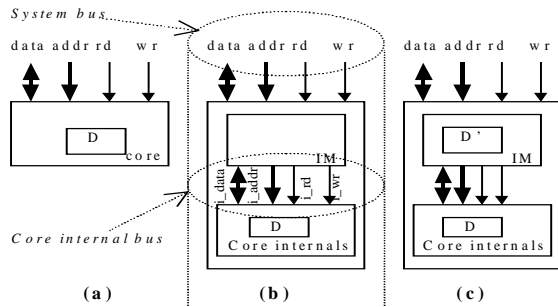 System bus
data addr rd wr
data addr rd wr
data addr rd wr
D
core
IM
D'
IM
i_data
i_addr
i_rd
i_wr
Core internal bus
D
Core internals
D
Core internals
(a)
(b)
(c)